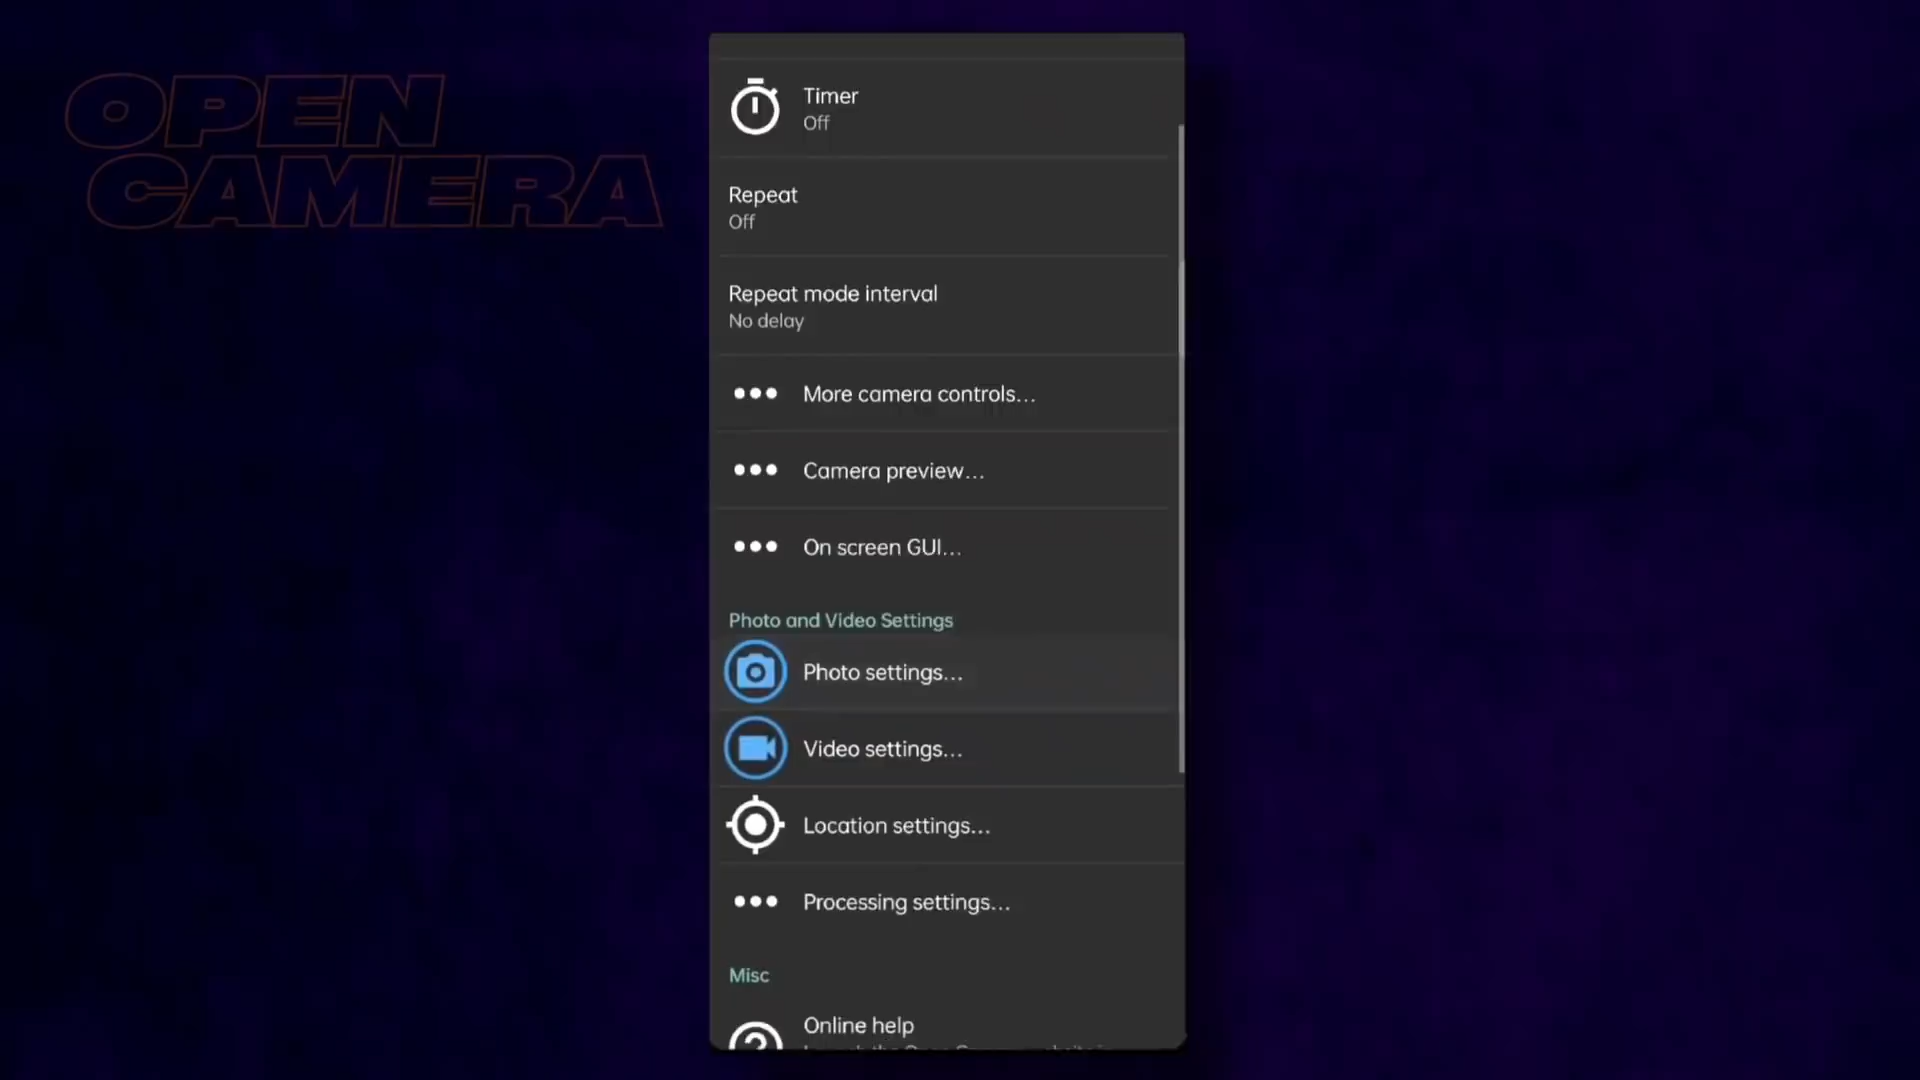 OPEN
CAMERA
Timer
Off
Repeat
Off
Repeat mode interval
No delay
More camera controls...
Camera preview...
On screen GUI...
Photo and Video Settings
Photo settings...
Video settings...
Location settings...
Processing settings...
Misc
Online help